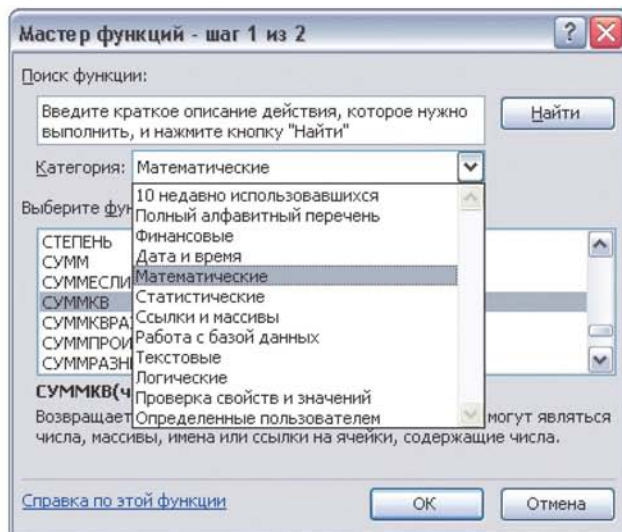 Мастер функций - шаг 1 из 2
Поиск функции:
Введите краткое описание действия, которое нужно
выполнить, и нажмите кнопку "Найти"
Найти
Категория: Математические
10 недавно использовавшихся
Полный алфавитный перечень
Финансовые
Дата и время
Математические
Статистические
Ссылки и массивы
Работа с базой данных
Текстовые
Логические
Проверка свойств и значений
Определенные пользователем
Выберите фун
СТЕПЕНЬ
СУММ
СУММЕСЛИ
СУММКВ
СУММКВРАЗ
СУММПРОИ
СУММРАЗН
СУММКВ(ч
Возвращает
могут являться
числа, массивы, имена или ссылки на ячейки, содержащие числа.
Справка по этой функции
ОК
Отмена